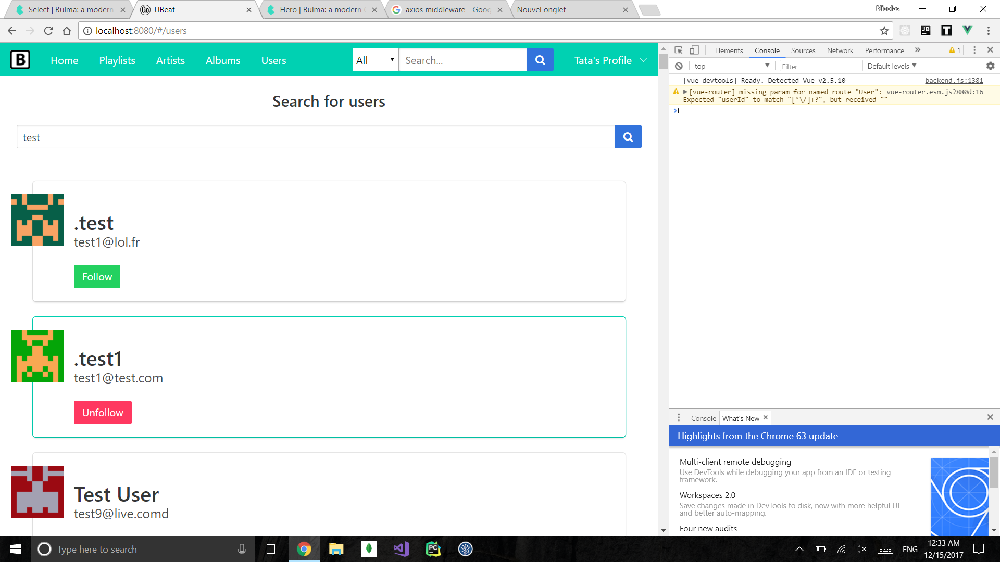 Select | Bulma: a modern
UBeat
Hero | Bulma: a modern
axios middleware - Goog
Nouvel onglet
Nicolas
localhost:8080/#/users
B
Home
Playlists
Artists
Albums
Users
All
Search...
Tata's Profile
Search for users
test
.test
test1@lol.fr
Follow
.test1
test1@test.com
Unfollow
Test User
test9@live.comd
Elements
Console
Sources
Network
Performance
1
top
Filter
Default levels
[vue-devtools] Ready. Detected Vue v2.5.10
backend.js:1381
[vue-router] missing param for named route "User":
vue-router.esm.js?880d:16
Expected "userId" to match "[^\/]+?", but received ""
Console
What's New
Highlights from the Chrome 63 update
Multi-client remote debugging
Use DevTools while debugging your app from an IDE or testing
framework.
Workspaces 2.0
Save changes made in DevTools to disk, now with more helpful UI
and better auto-mapping.
Four new audits
Type here to search
ENG
12:33 AM
12/15/2017